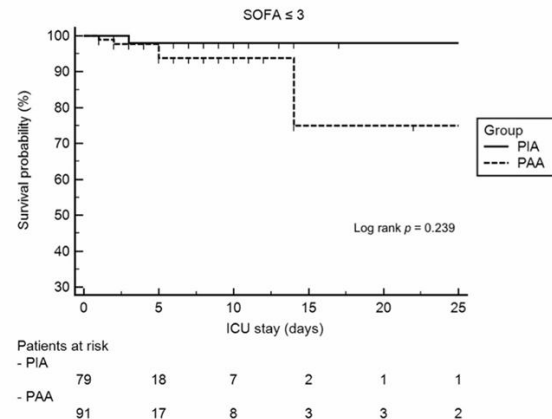 SOFA ≤ 3
100
90
80
70
60
50
40
30
Survival probability (%)
Group
PIA
PAA
Log rank p = 0.239
0 5 10 15 20 25
ICU stay (days)
Patients at risk
- PIA
79 18 7 2 1 1
- PAA
91 17 8 3 3 2